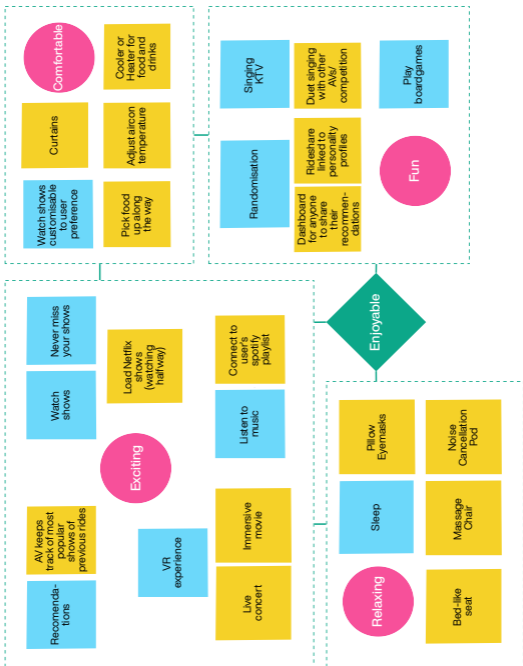 Recomenda-
tions
AV keeps
track of most
popular
shows of
previous rides
Watch
shows
Never miss
your shows
Exciting
Load Netflix
shows
(watching
halfway)
VR
experience
Live
concert
Immersive
movie
Listen to
music
Connect to
user's
spotify
playlist
Watch shows
customisable
to user
preference
Curtains
Comfortable
Pick food
up along
the way
Adjust aircon
temperature
Cooler or
Heater for
food and
drinks
Randomisation
Singing
KTV
Dashboard
for anyone
to share
their
recommen-
dations
Rideshare
linked to
personality
profiles
Duet singing
with other
AVs/
competition
Fun
Play
boardgames
Enjoyable
Relaxing
Sleep
Pillow
Eyemasks
Bed-like
seat
Massage
Chair
Noise
Cancellation
Pod